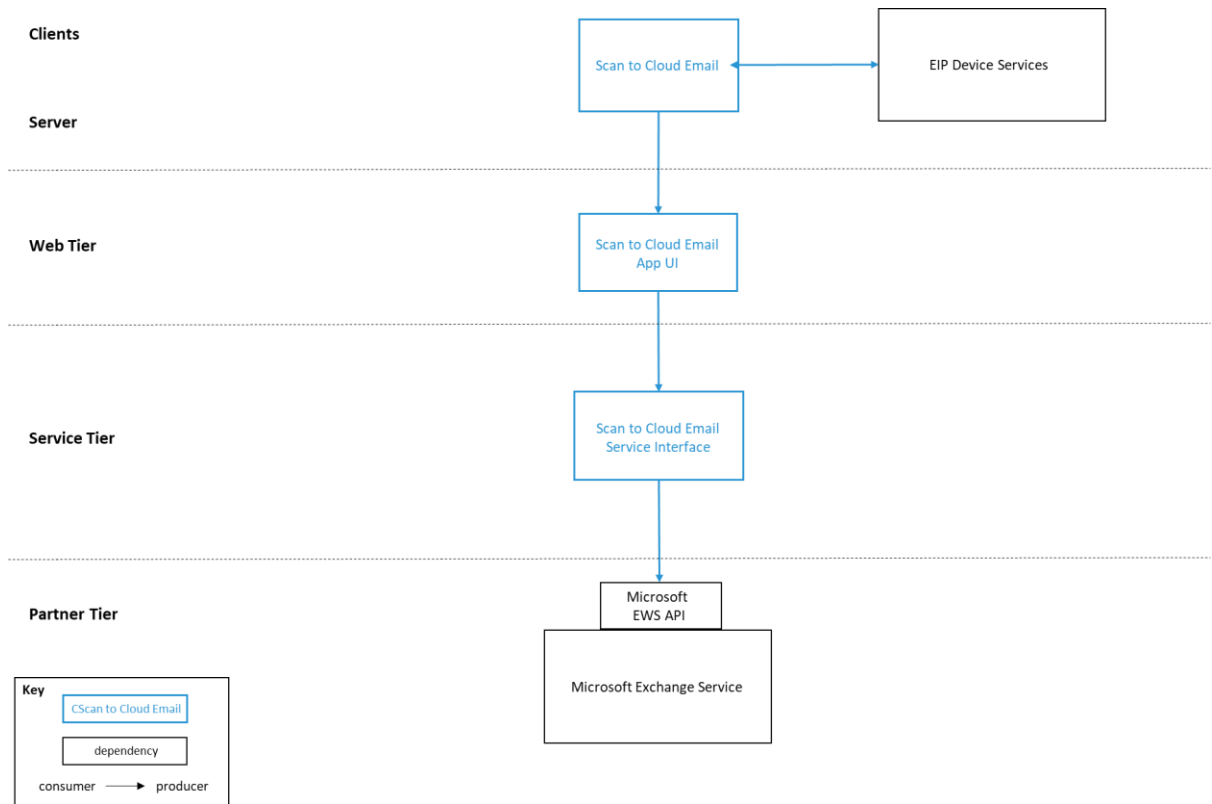 Clients
Scan to Cloud Email
EIP Device Services
Server
Web Tier
Scan to Cloud Email
App UI
Service Tier
Scan to Cloud Email
Service Interface
Partner Tier
Microsoft
EWS API
Microsoft Exchange Service
Key
CScan to Cloud Email
dependency
consumer
producer